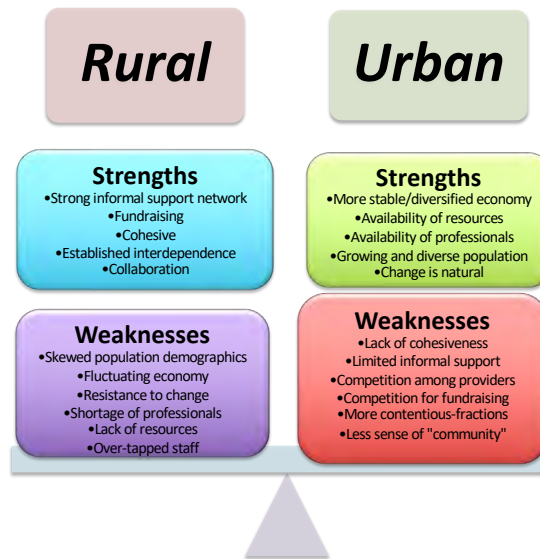 Rural
Urban
Strengths
•Strong informal support network
•Fundraising
•Cohesive
•Established interdependence
•Collaboration
Strengths
•More stable/diversified economy
•Availability of resources
•Availability of professionals
•Growing and diverse population
•Change is natural
Weaknesses
•Skewed population demographics
•Fluctuating economy
•Resistance to change
•Shortage of professionals
•Lack of resources
•Over-tapped staff
Weaknesses
•Lack of cohesiveness
•Limited informal support
•Competition among providers
•Competition for fundraising
•More contentious-fractions
•Less sense of "community"